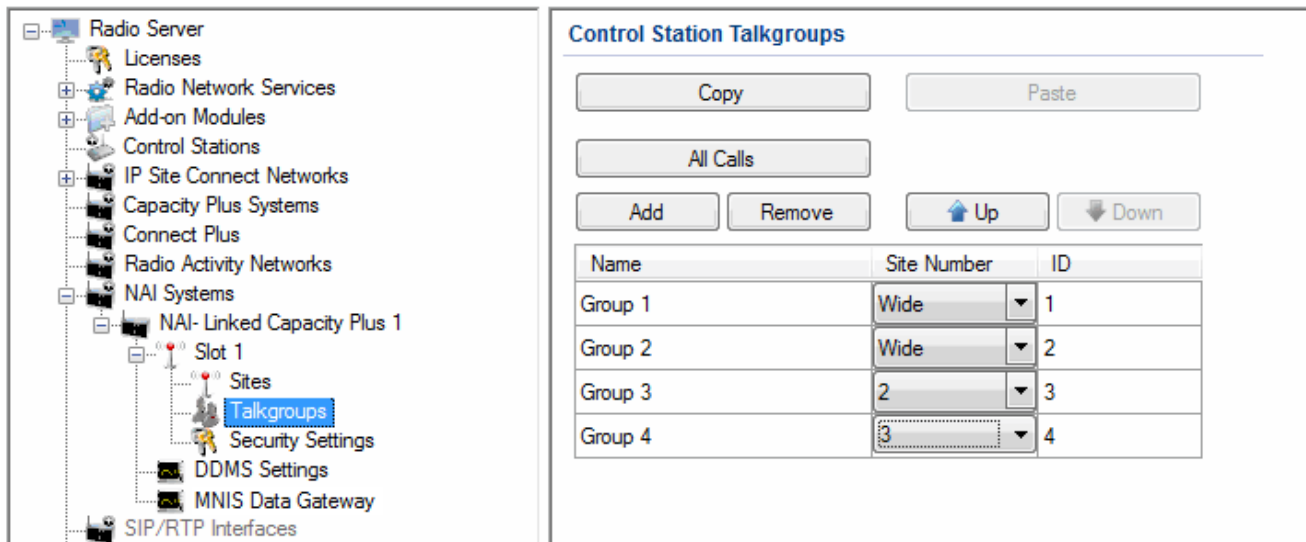 Radio Server
Licenses
Radio Network Services
Add-on Modules
Control Stations
IP Site Connect Networks
Capacity Plus Systems
Connect Plus
Radio Activity Networks
NAI Systems
NAI- Linked Capacity Plus 1
Slot 1
Sites
Talkgroups
Security Settings
DDMS Settings
MNIS Data Gateway
SIP/RTP Interfaces
Control Station Talkgroups
Copy Paste
All Calls
Add Remove Up Down
Name Site Number ID
Group 1 Wide 1
Group 2 Wide 2
Group 3 2 3
Group 4 3 4